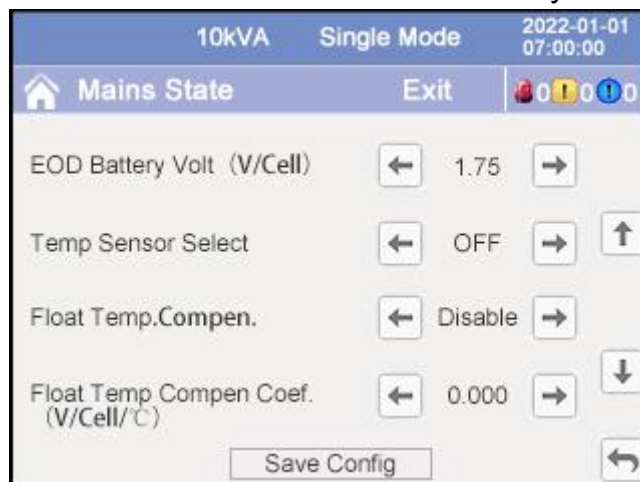 10kVA Single Mode 2022-01-01
07:00:00
Mains State Exit 0 ! 0 ! 0
EOD Battery Volt（V/Cell） 1.75
Temp Sensor Select OFF
Float Temp.Compen. Disable
Float Temp Compen Coef. 0.000
（V/Cell/℃）
Save Config